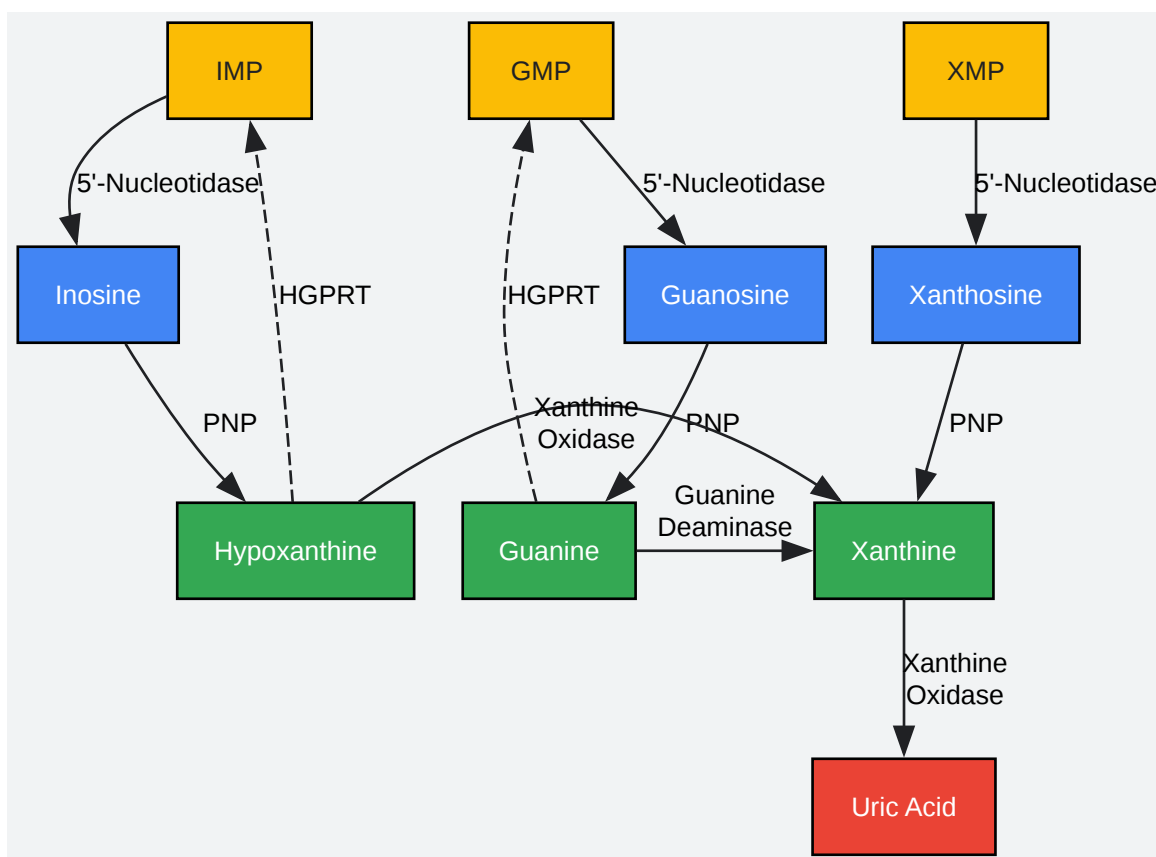 IMP
GMP
XMP
5'-Nucleotidase
5'-Nucleotidase
5'-Nucleotidase
Inosine
HGPRT
HGPRT
Guanosine
Xanthosine
PNP
Xanthine
Oxidase
PNP
PNP
Guanine
Deaminase
Hypoxanthine
Guanine
Xanthine
Xanthine
Oxidase
Uric Acid